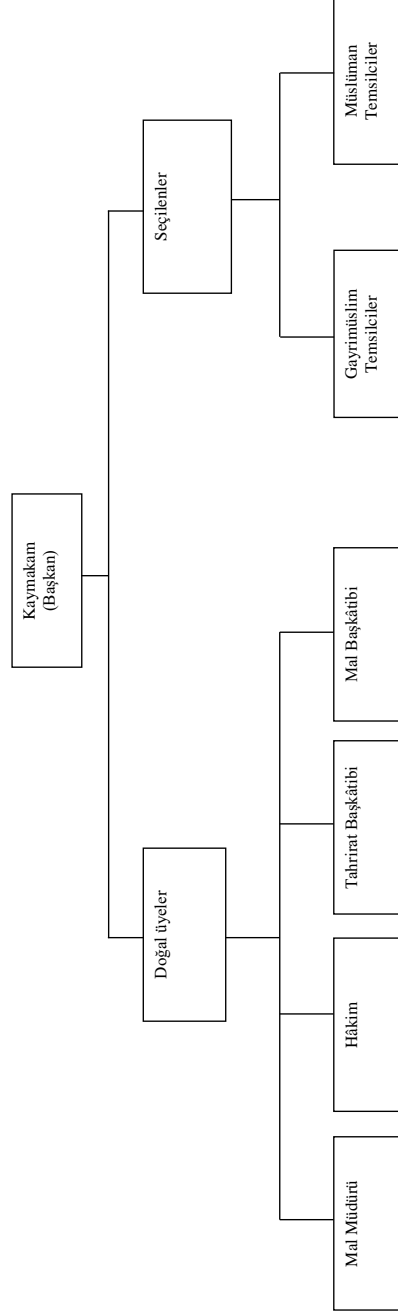 Kaymakam
(Başkan)
Doğal üyeler
Seçilenler
Mal Müdürü
Hâkim
Tahrirat Başkâtibi
Mal Başkâtibi
Gayrimüslim
Temsilciler
Müslüman
Temsilciler